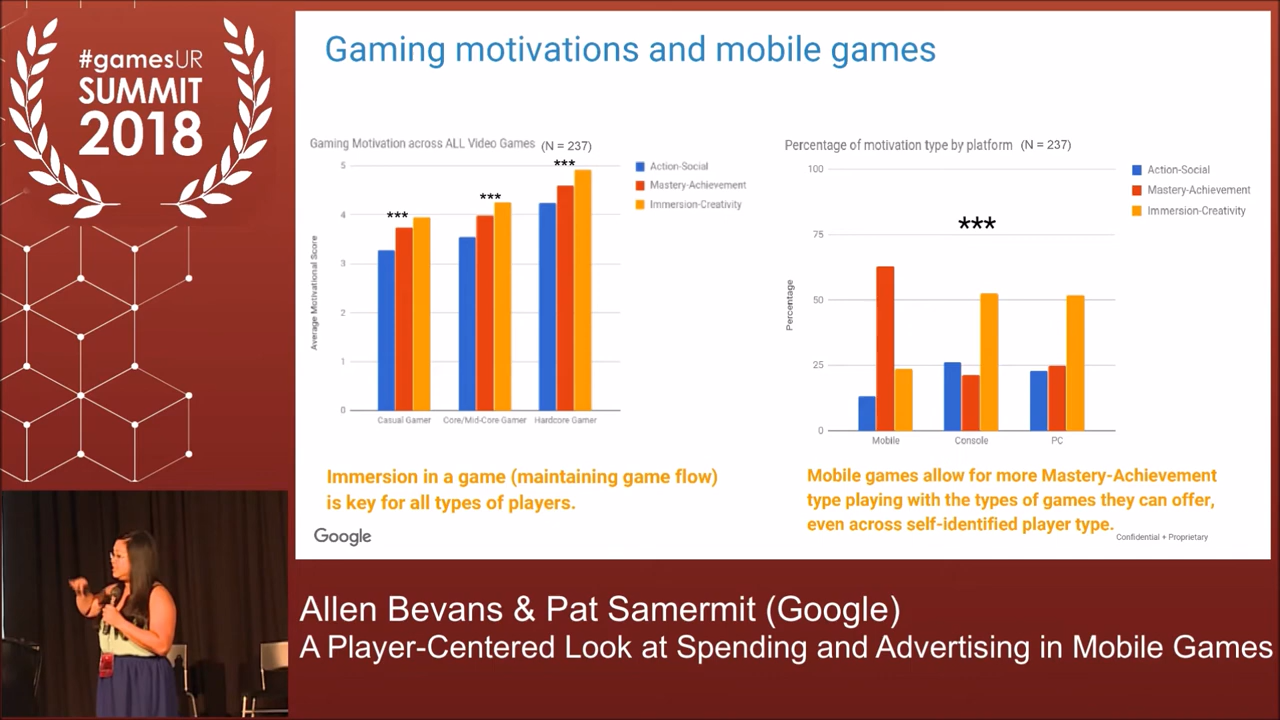 #gamesUR
SUMMIT
2018
Gaming motivations and mobile games
Gaming Motivation across ALL Video Games (N = 237)
5
4
3
2
1
0
Average Motivational Score
***
***
***
Casual Gamer
Core/Mid-Core Gamer
Hardcore Gamer
Action-Social
Mastery-Achievement
Immersion-Creativity
Immersion in a game (maintaining game flow)
is key for all types of players.
Percentage of motivation type by platform (N = 237)
100
75
50
25
0
Percentage
***
Mobile
Console
PC
Action-Social
Mastery-Achievement
Immersion-Creativity
Mobile games allow for more Mastery-Achievement
type playing with the types of games they can offer,
even across self-identified player type.
Google
Confidential + Proprietary
Allen Bevans & Pat Samermit (Google)
A Player-Centered Look at Spending and Advertising in Mobile Games